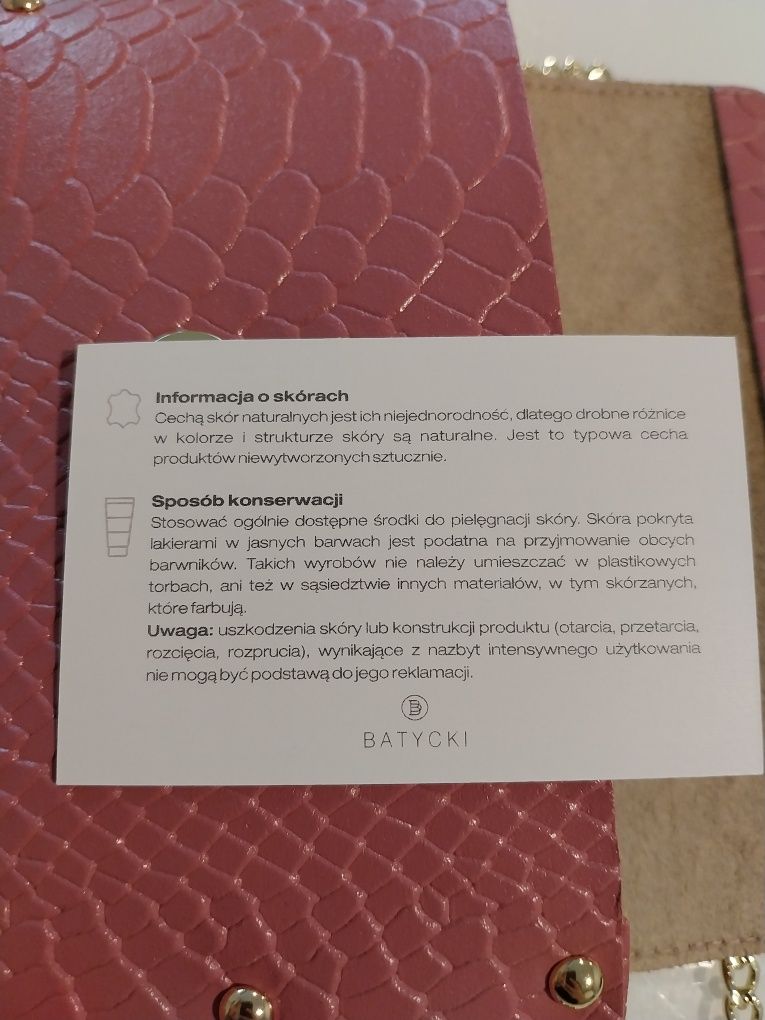 Informacja o skórach
Cechą skór naturalnych jest ich niejednorodność, dlatego drobne różnice
w kolorze i strukturze skóry są naturalne. Jest to typowa cecha
produktów niewytworzonych sztucznie.
Sposób konserwacji
Stosować ogólnie dostępne środki do pielęgnacji skóry. Skóra pokryta
lakierami w jasnych barwach jest podatna na przyjmowanie obcych
barwników. Takich wyrobów nie należy umieszczać w plastikowych
torbach, ani też w sąsiedztwie innych materiałów, w tym skórzanych,
które farbują.
Uwaga: uszkodzenia skóry lub konstrukcji produktu (otarcia, przetarcia,
rozcięcia, rozprucia), wynikające z nazbyt intensywnego użytkowania
nie mogą być podstawą do jego reklamacji.
B
BATYCKI